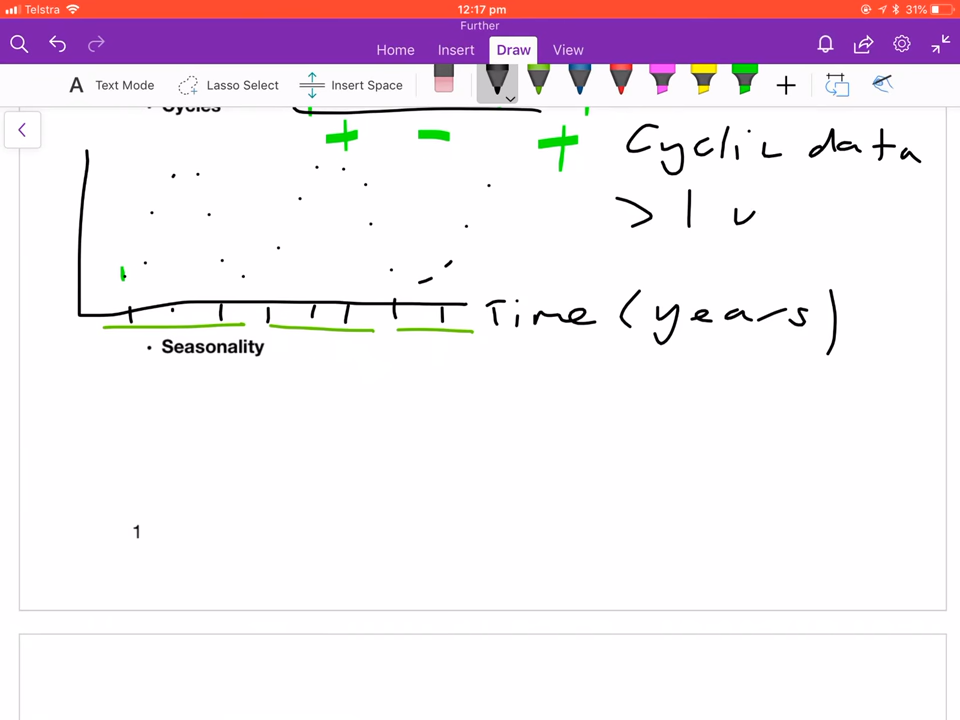 Telstra 12:17 pm 31%
Further
Home Insert Draw View
A Text Mode Lasso Select Insert Space
• Cycles
+ - +
Cyclic data
> 1
Time (years)
• Seasonality
1